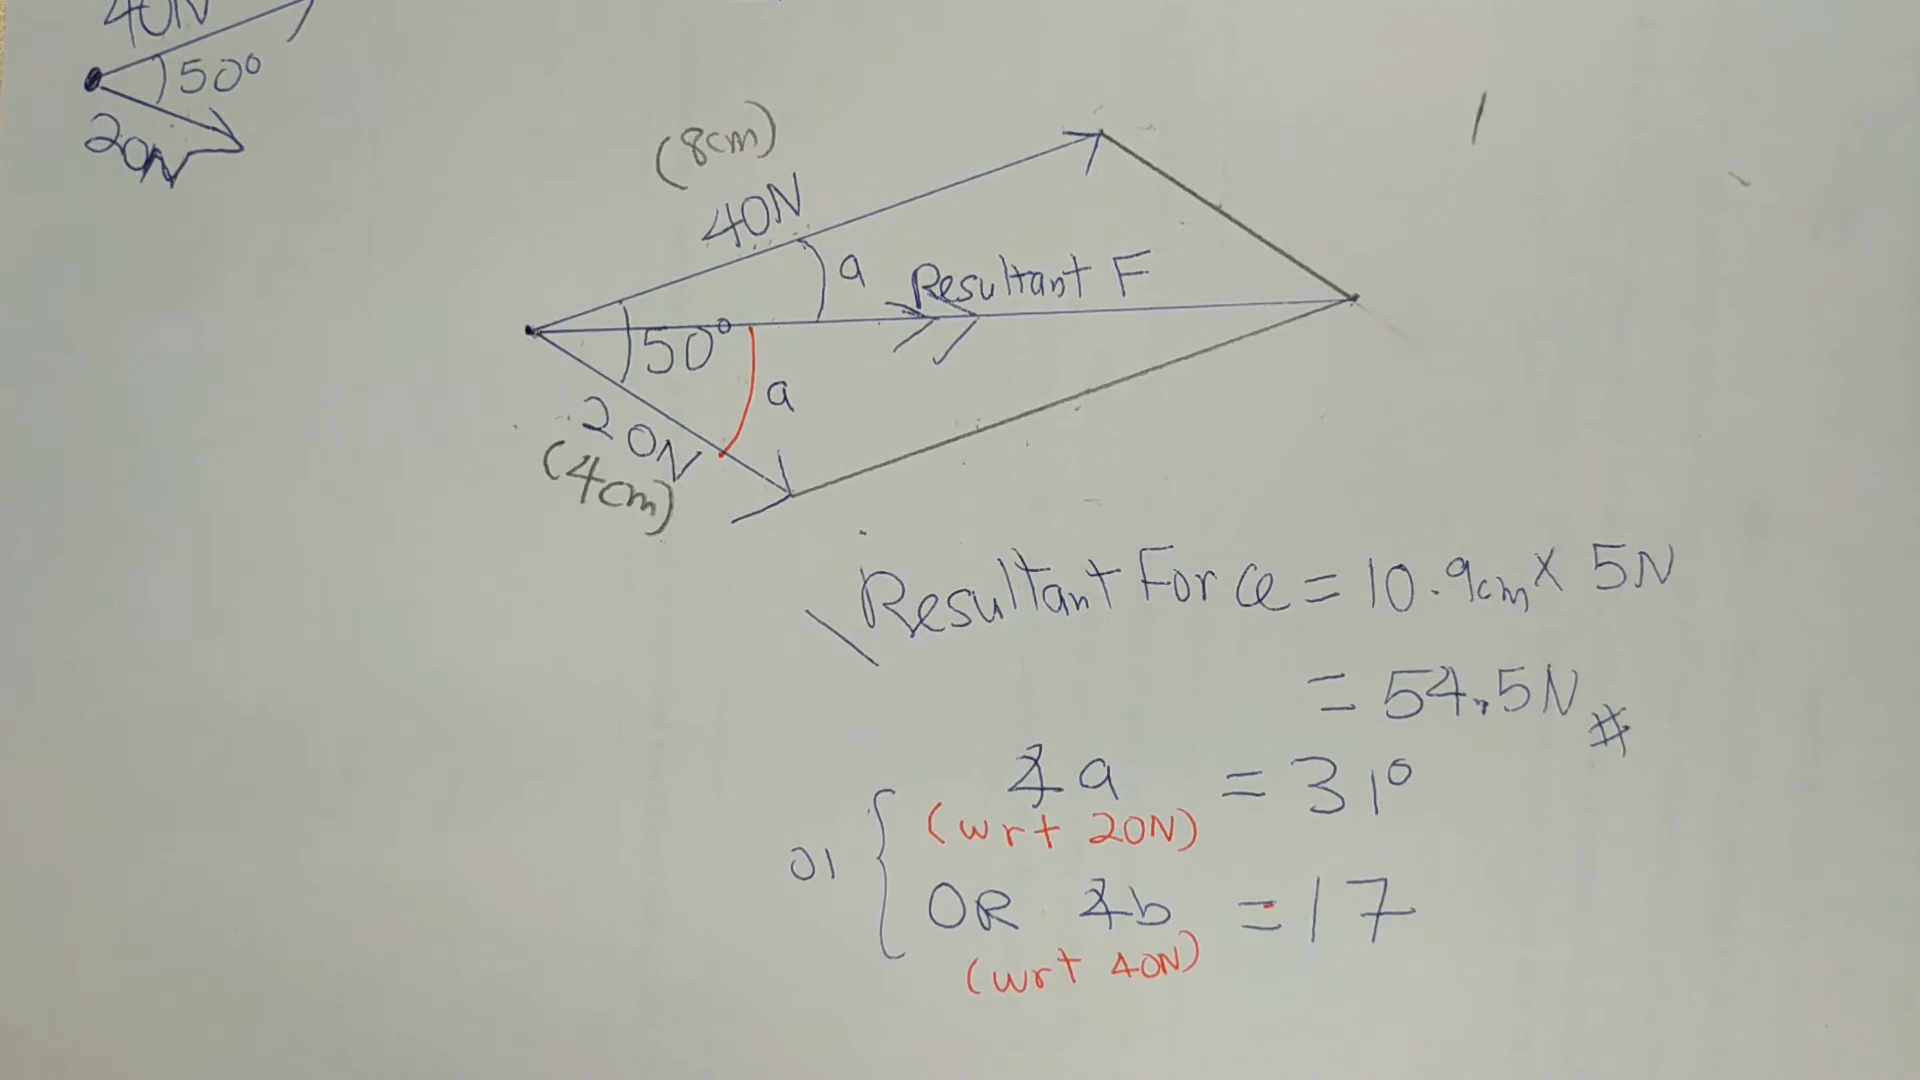 40N
50°
20N
(8cm)
40N
a
Resultant F
50°
a
20N
(4cm)
Resultant Force = 10.9cm x 5N
= 54.5N #
∡a = 31°
(wrt 20N)
OR ∡b = 17
(wrt 40N)